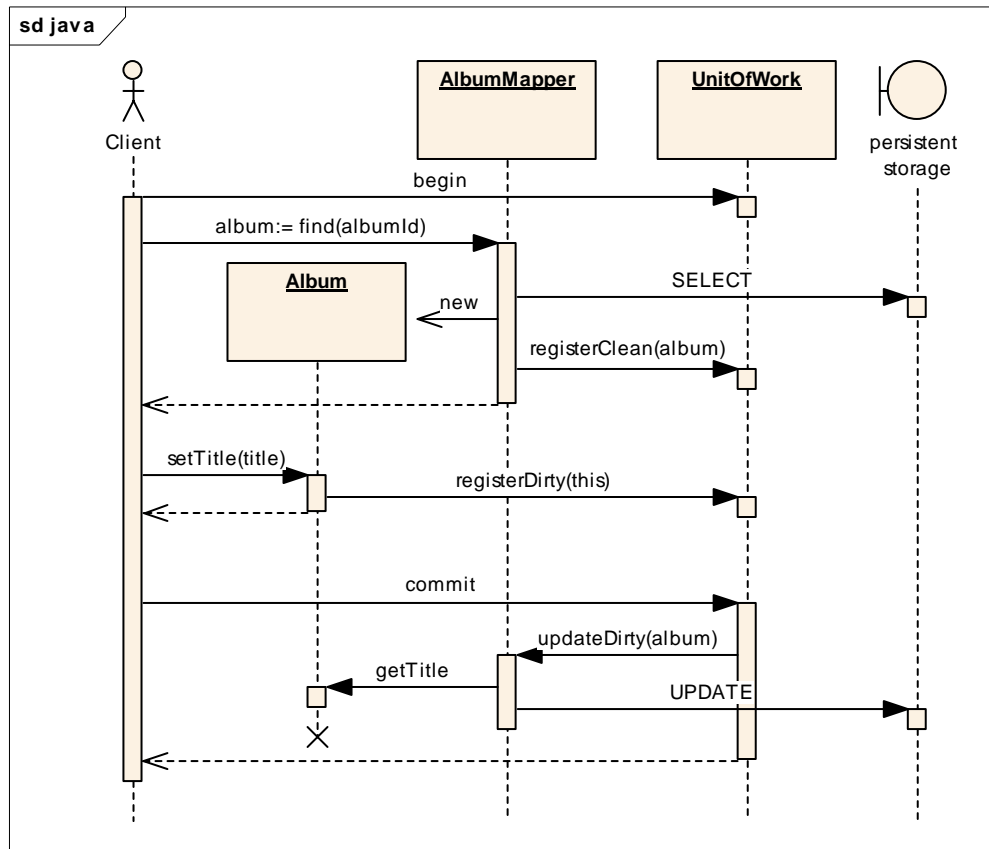 sd java
Client
AlbumMapper
UnitOfWork
persistent
storage
begin
album:= find(albumId)
Album
SELECT
new
registerClean(album)
setTitle(title)
registerDirty(this)
commit
updateDirty(album)
getTitle
UPDATE